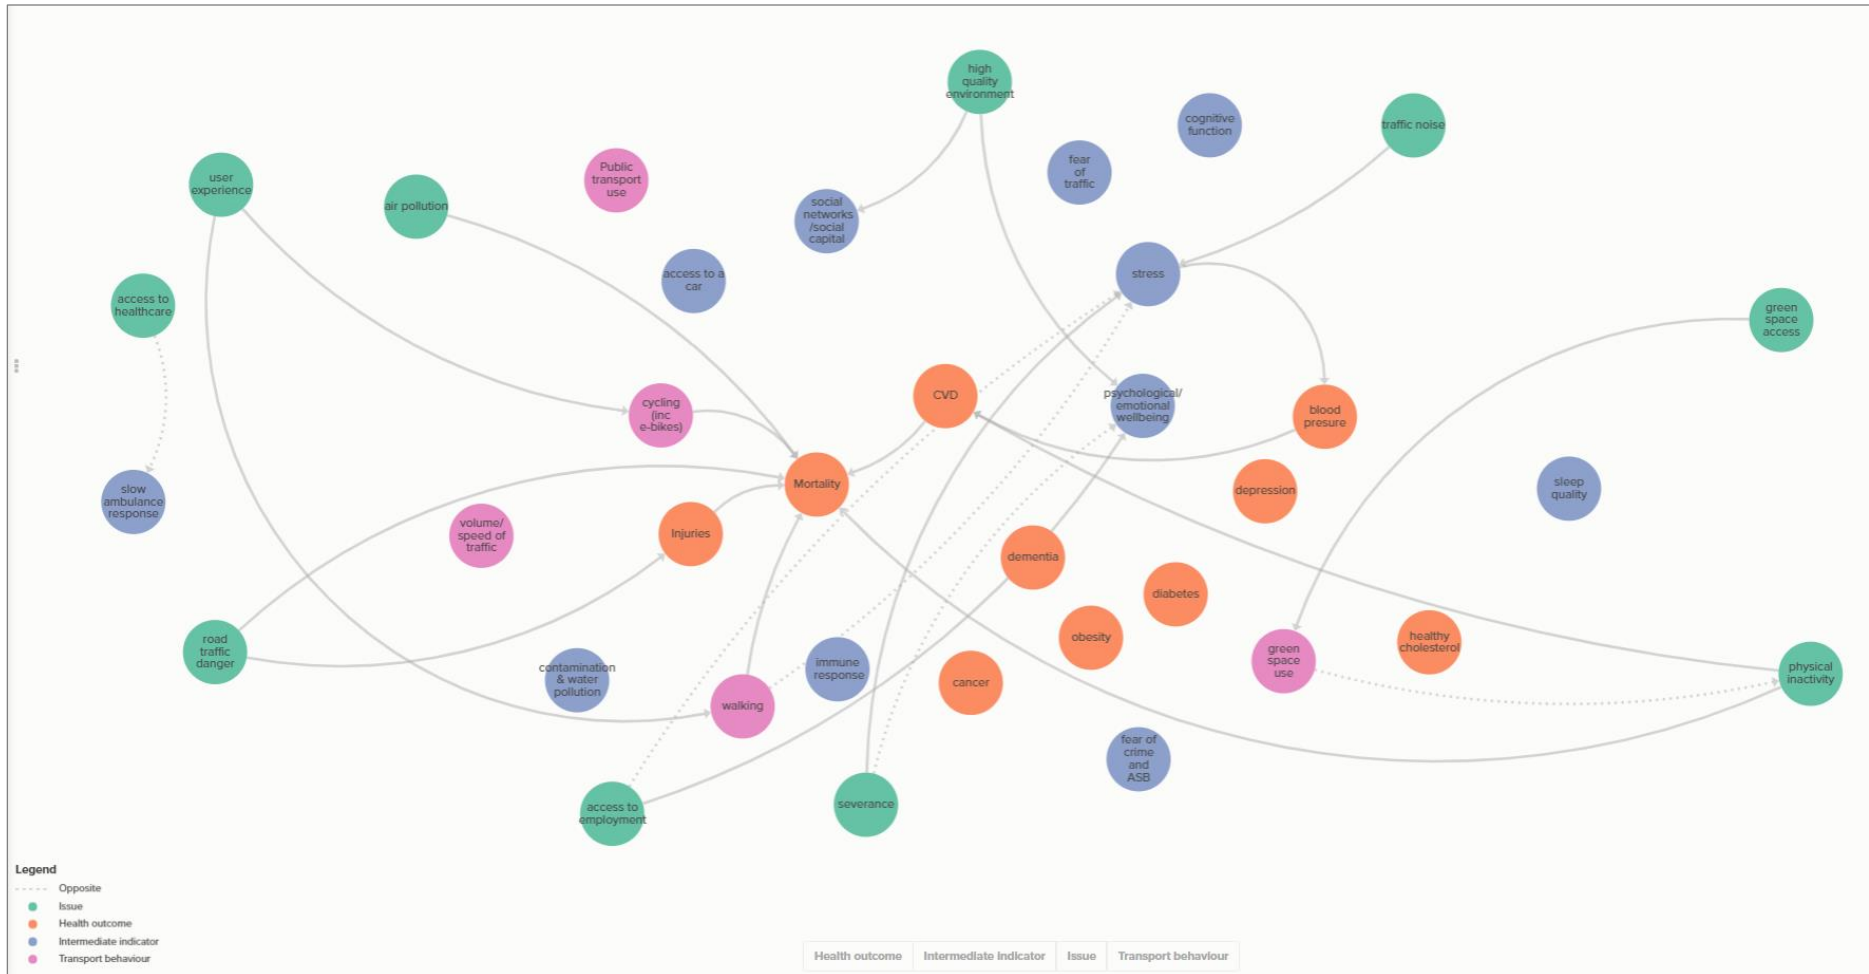 high
quality
environment
cognitive
function
traffic noise
fear
of
traffic
Public
transport
use
user
experience
air pollution
social
networks
/social
capital
access to a
car
stress
access to
healthcare
green
space
access
CVD
psychological/
emotional
wellbeing
blood
presure
cycling
(inc
e-bikes)
Mortality
depression
sleep
quality
slow
ambulance
response
volume/
speed of
traffic
Injuries
dementia
diabetes
obesity
healthy
cholesterol
road
traffic
danger
green
space
use
physical
inactivity
contamination
& water
pollution
immune
response
cancer
walking
fear of
crime
and
ASB
access to
employment
severance
Legend
Opposite
Issue
Health outcome
Intermediate indicator
Transport behaviour
Health outcome Intermediate Indicator Issue Transport behaviour